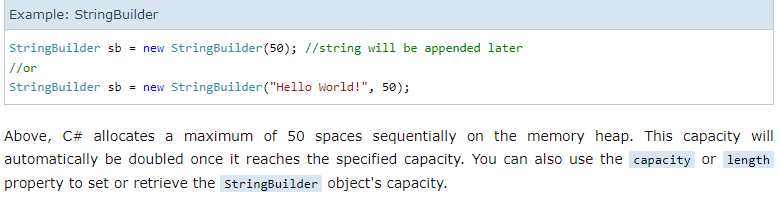 Example: StringBuilder
StringBuilder sb = new StringBuilder(50); //string will be appended later
//or
StringBuilder sb = new StringBuilder("Hello World!", 50);
Above, C# allocates a maximum of 50 spaces sequentially on the memory heap. This capacity will
automatically be doubled once it reaches the specified capacity. You can also use the capacity or length
property to set or retrieve the StringBuilder object's capacity.